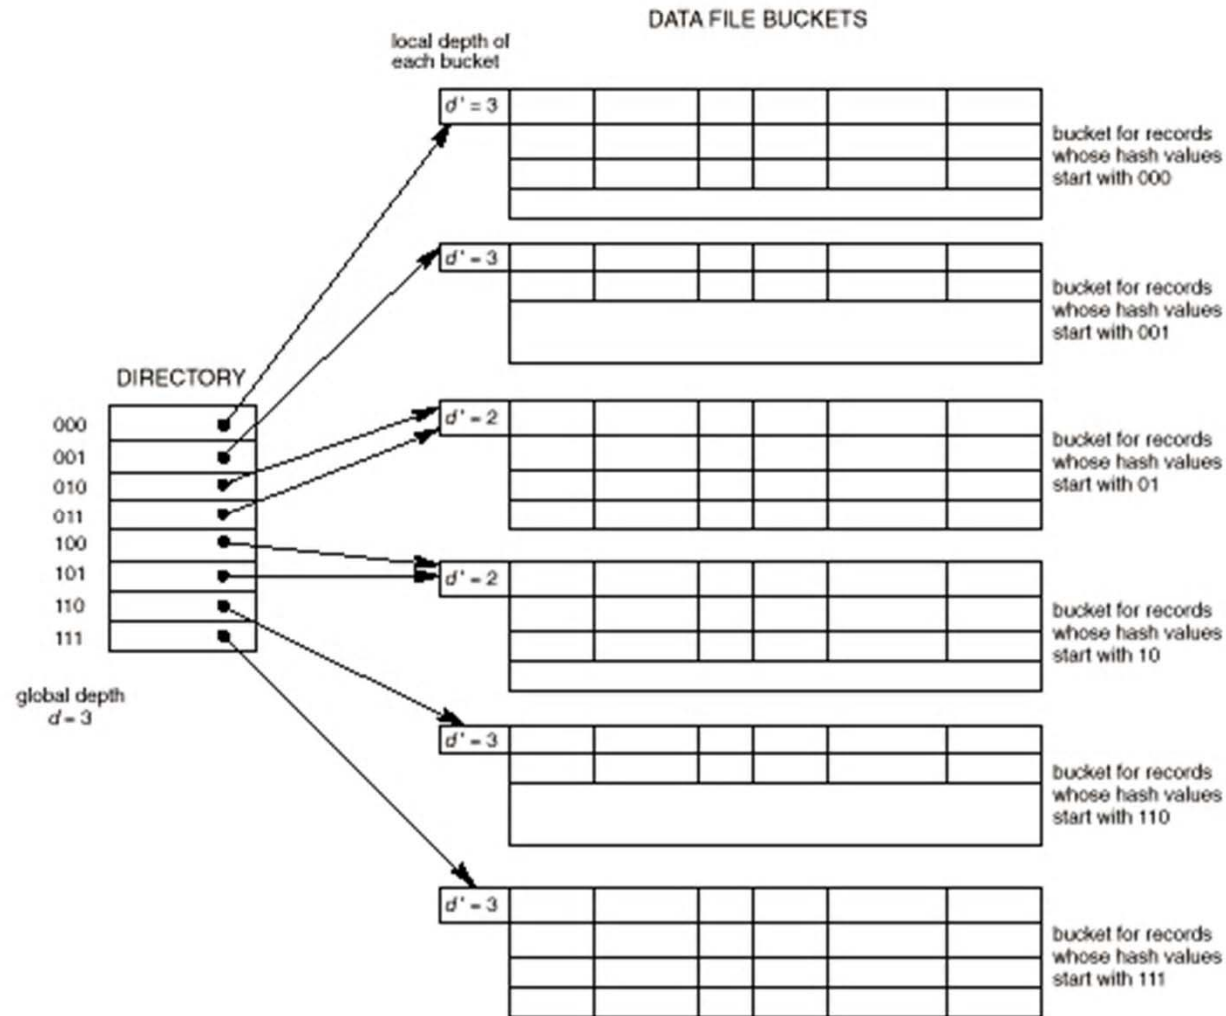 DATA FILE BUCKETS
local depth of
each bucket
d' = 3
bucket for records
whose hash values
start with 000
d' = 3
bucket for records
whose hash values
start with 001
DIRECTORY
000
001
010
011
100
101
110
111
global depth
d = 3
d' = 2
bucket for records
whose hash values
start with 01
d' = 2
bucket for records
whose hash values
start with 10
d' = 3
bucket for records
whose hash values
start with 110
d' = 3
bucket for records
whose hash values
start with 111